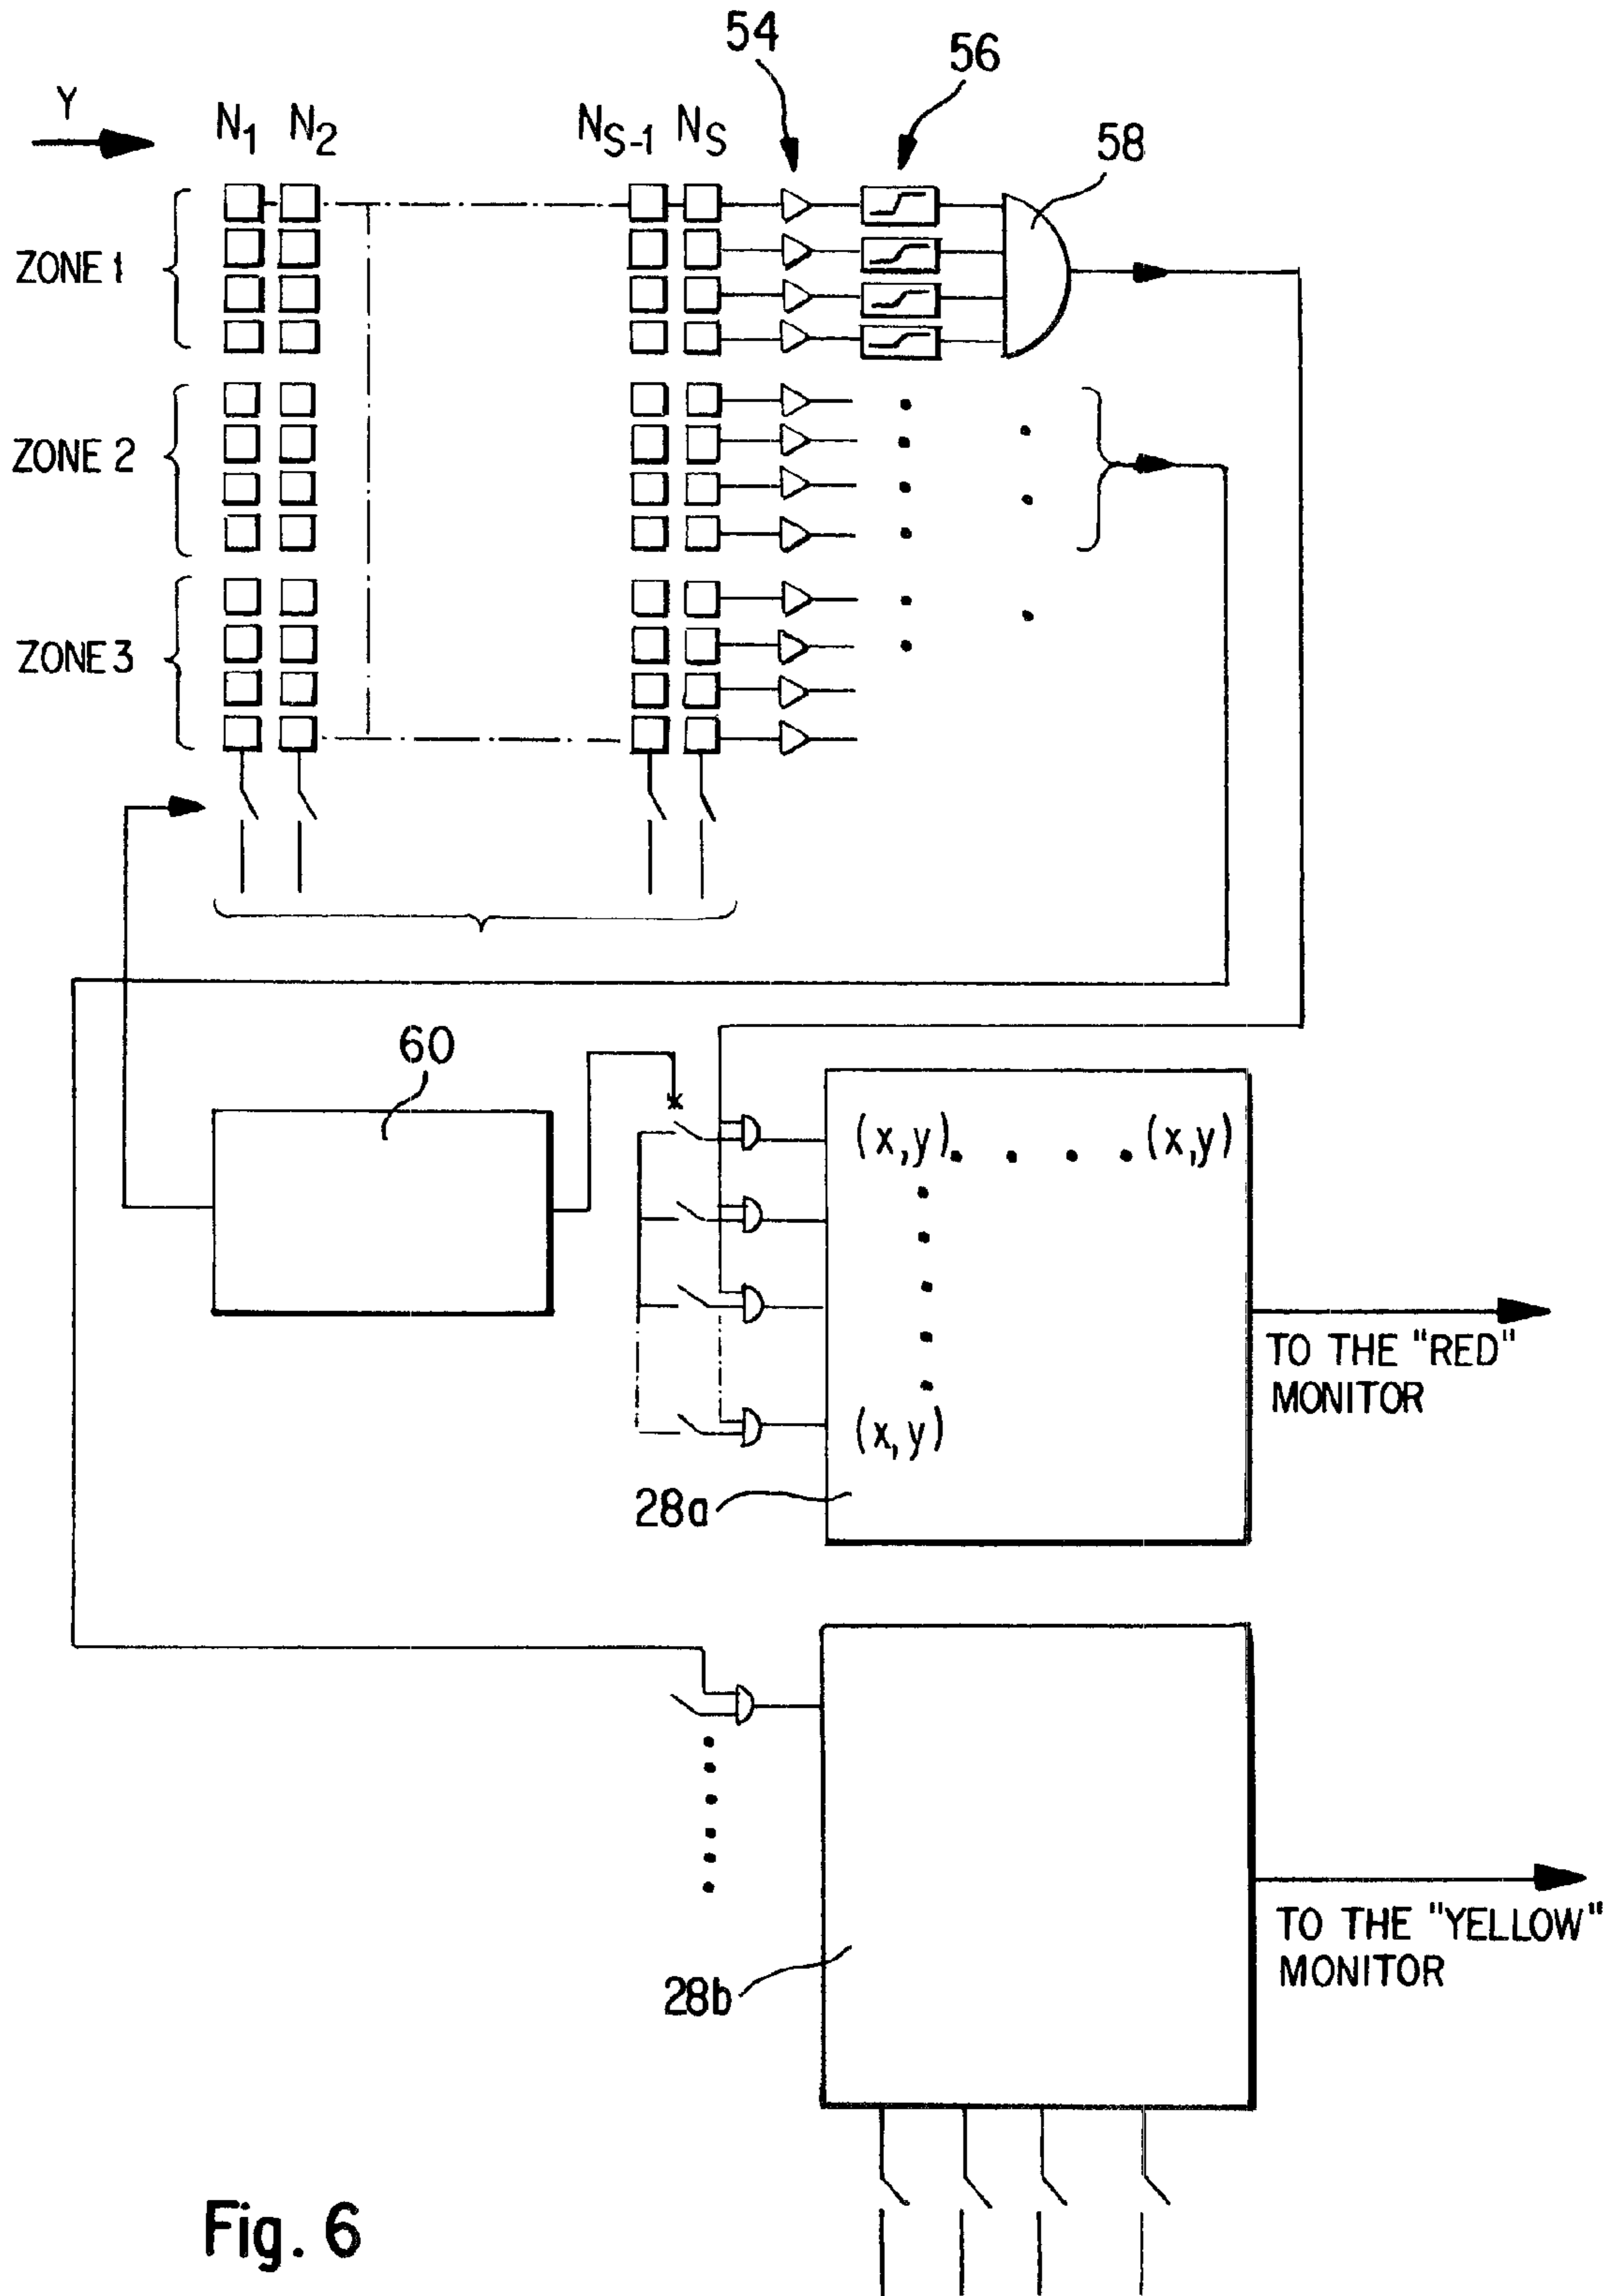 54
56
Y
N1 N2
NS-1 NS
58
ZONE 1
ZONE 2
ZONE 3
60
(x,y) (x,y)
(x,y)
28a
TO THE "RED"
MONITOR
28b
TO THE "YELLOW"
MONITOR
Fig. 6